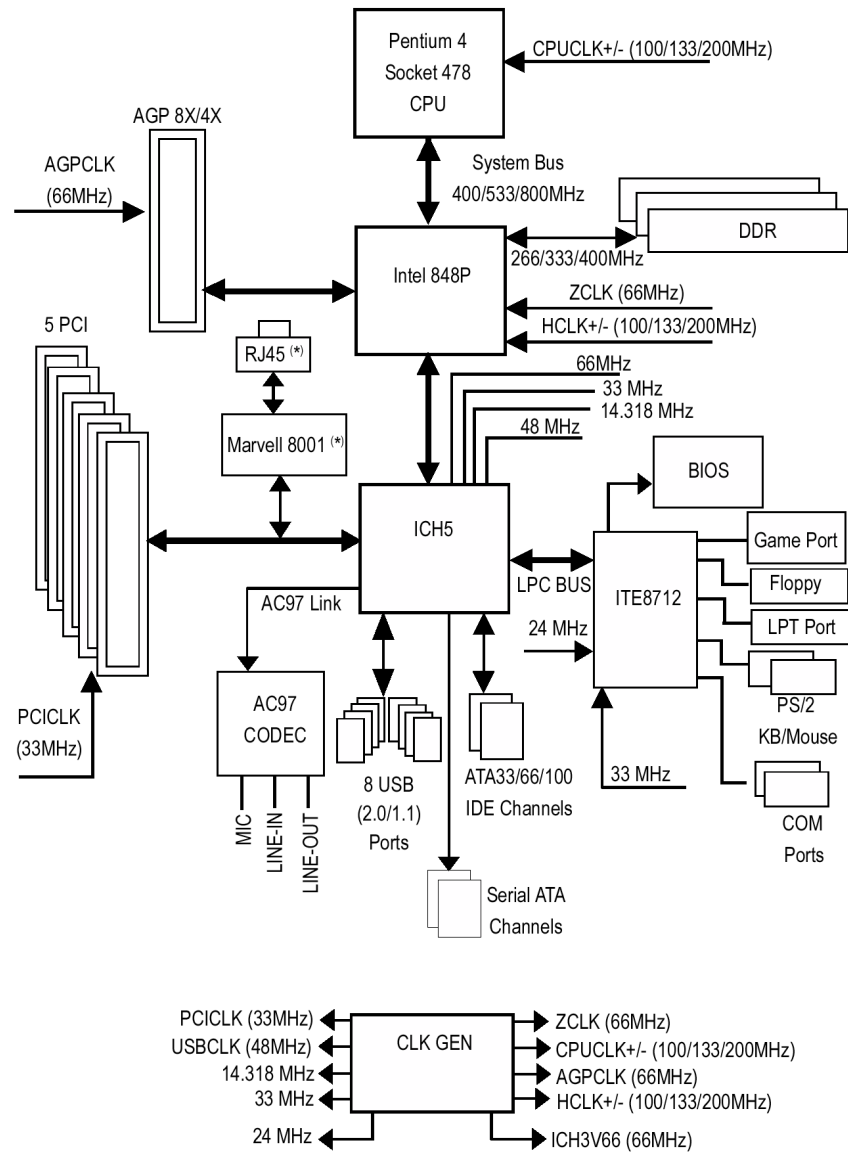 Pentium 4
Socket 478
CPU
CPUCLK+/- (100/133/200MHz)
AGP 8X/4X
AGPCLK
(66MHz)
System Bus
400/533/800MHz
DDR
266/333/400MHz
Intel 848P
ZCLK (66MHz)
HCLK+/- (100/133/200MHz)
5 PCI
RJ45 (*)
66MHz
33 MHz
14.318 MHz
48 MHz
Marvell 8001 (*)
BIOS
ICH5
Game Port
LPC BUS
ITE8712
Floppy
AC97 Link
24 MHz
LPT Port
PCICLK
(33MHz)
AC97
CODEC
PS/2
KB/Mouse
8 USB
(2.0/1.1)
Ports
ATA33/66/100
IDE Channels
33 MHz
MIC
LINE-IN
LINE-OUT
COM
Ports
Serial ATA
Channels
PCICLK (33MHz)
USBCLK (48MHz)
14.318 MHz
33 MHz
24 MHz
CLK GEN
ZCLK (66MHz)
CPUCLK+/- (100/133/200MHz)
AGPCLK (66MHz)
HCLK+/- (100/133/200MHz)
ICH3V66 (66MHz)